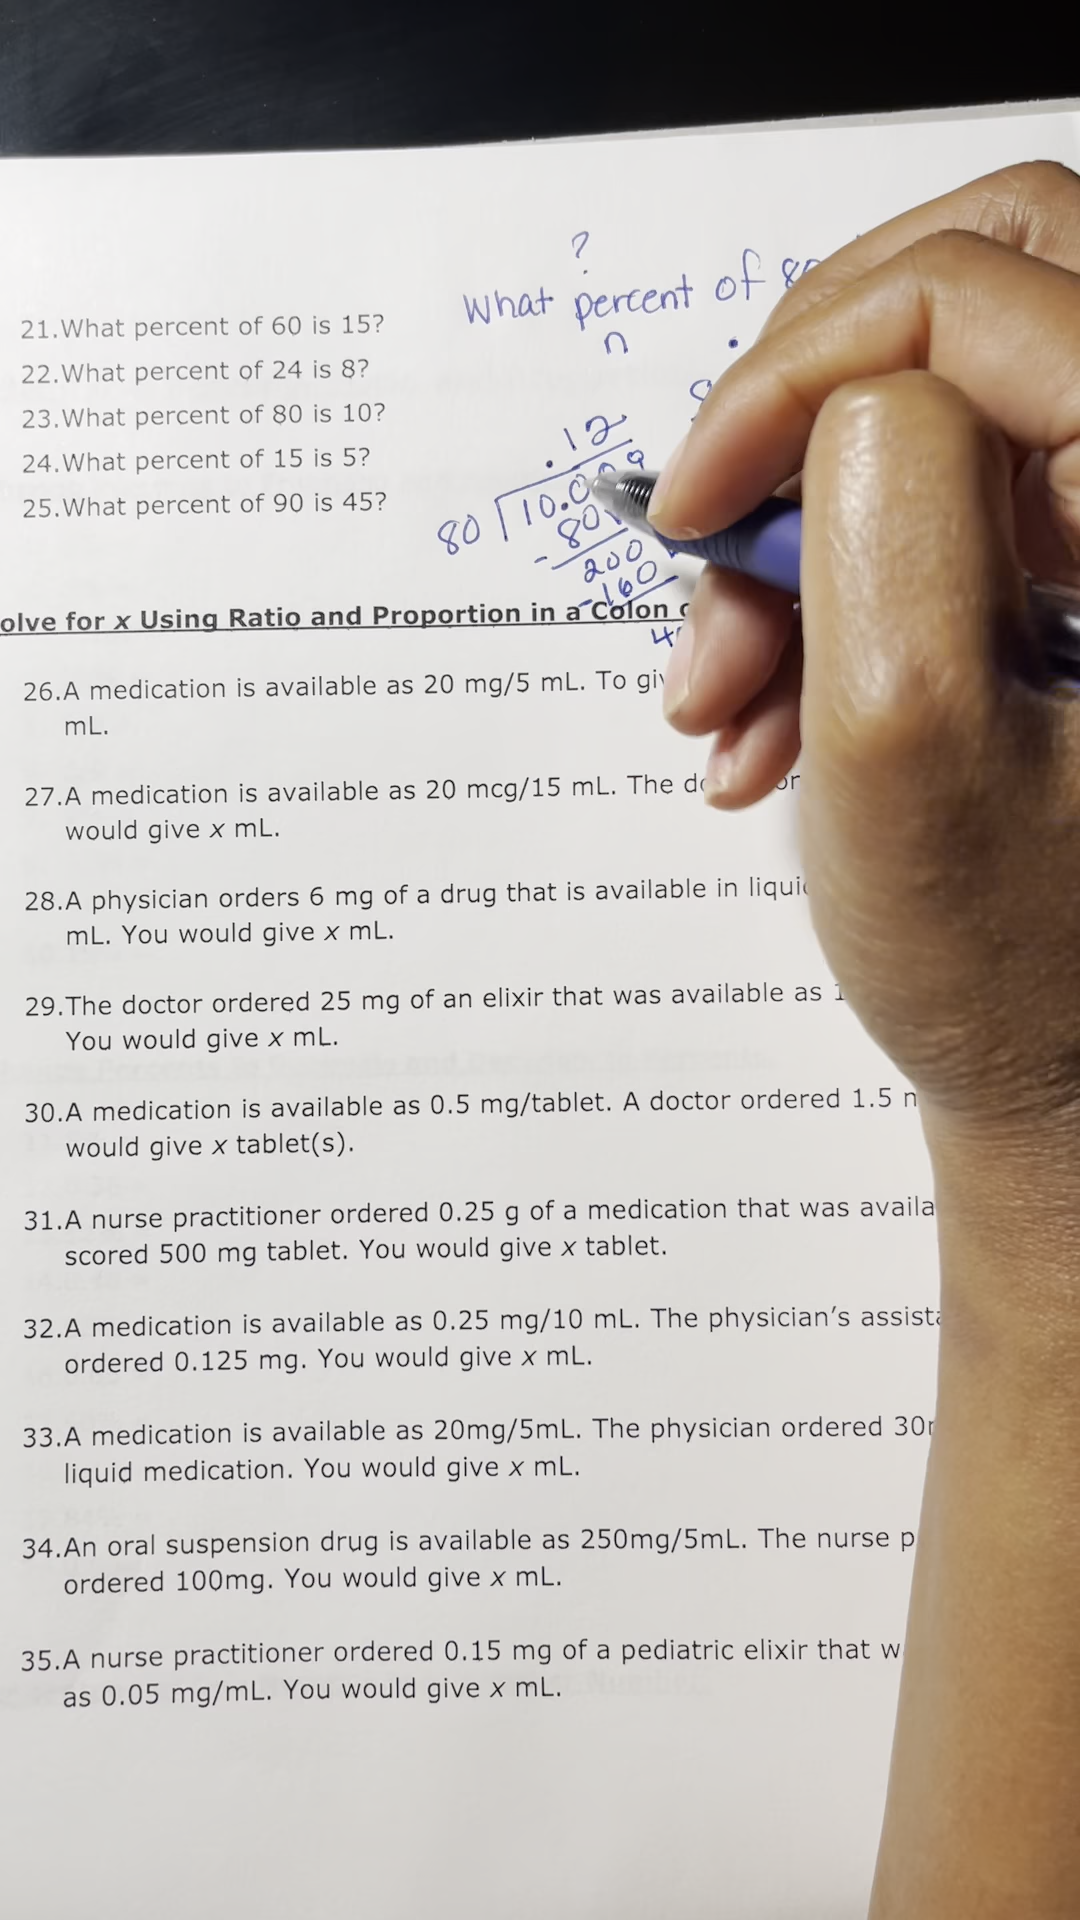 ?
What percent of 80
n
21.What percent of 60 is 15?
22.What percent of 24 is 8?
23.What percent of 80 is 10?
24.What percent of 15 is 5?
25.What percent of 90 is 45?
.12
80 10.000
- 80
200
-160
4
olve for x Using Ratio and Proportion in a Colon
26.A medication is available as 20 mg/5 mL. To
mL.
27.A medication is available as 20 mcg/15 mL. The
would give x mL.
28.A physician orders 6 mg of a drug that is available in
mL. You would give x mL.
29.The doctor ordered 25 mg of an elixir that was available as
You would give x mL.
30.A medication is available as 0.5 mg/tablet. A doctor ordered 1.5
would give x tablet(s).
31.A nurse practitioner ordered 0.25 g of a medication that was availa
scored 500 mg tablet. You would give x tablet.
32.A medication is available as 0.25 mg/10 mL. The physician’s assist
ordered 0.125 mg. You would give x mL.
33.A medication is available as 20mg/5mL. The physician ordered 30
liquid medication. You would give x mL.
34.An oral suspension drug is available as 250mg/5mL. The nurse p
ordered 100mg. You would give x mL.
35.A nurse practitioner ordered 0.15 mg of a pediatric elixir that w
as 0.05 mg/mL. You would give x mL.